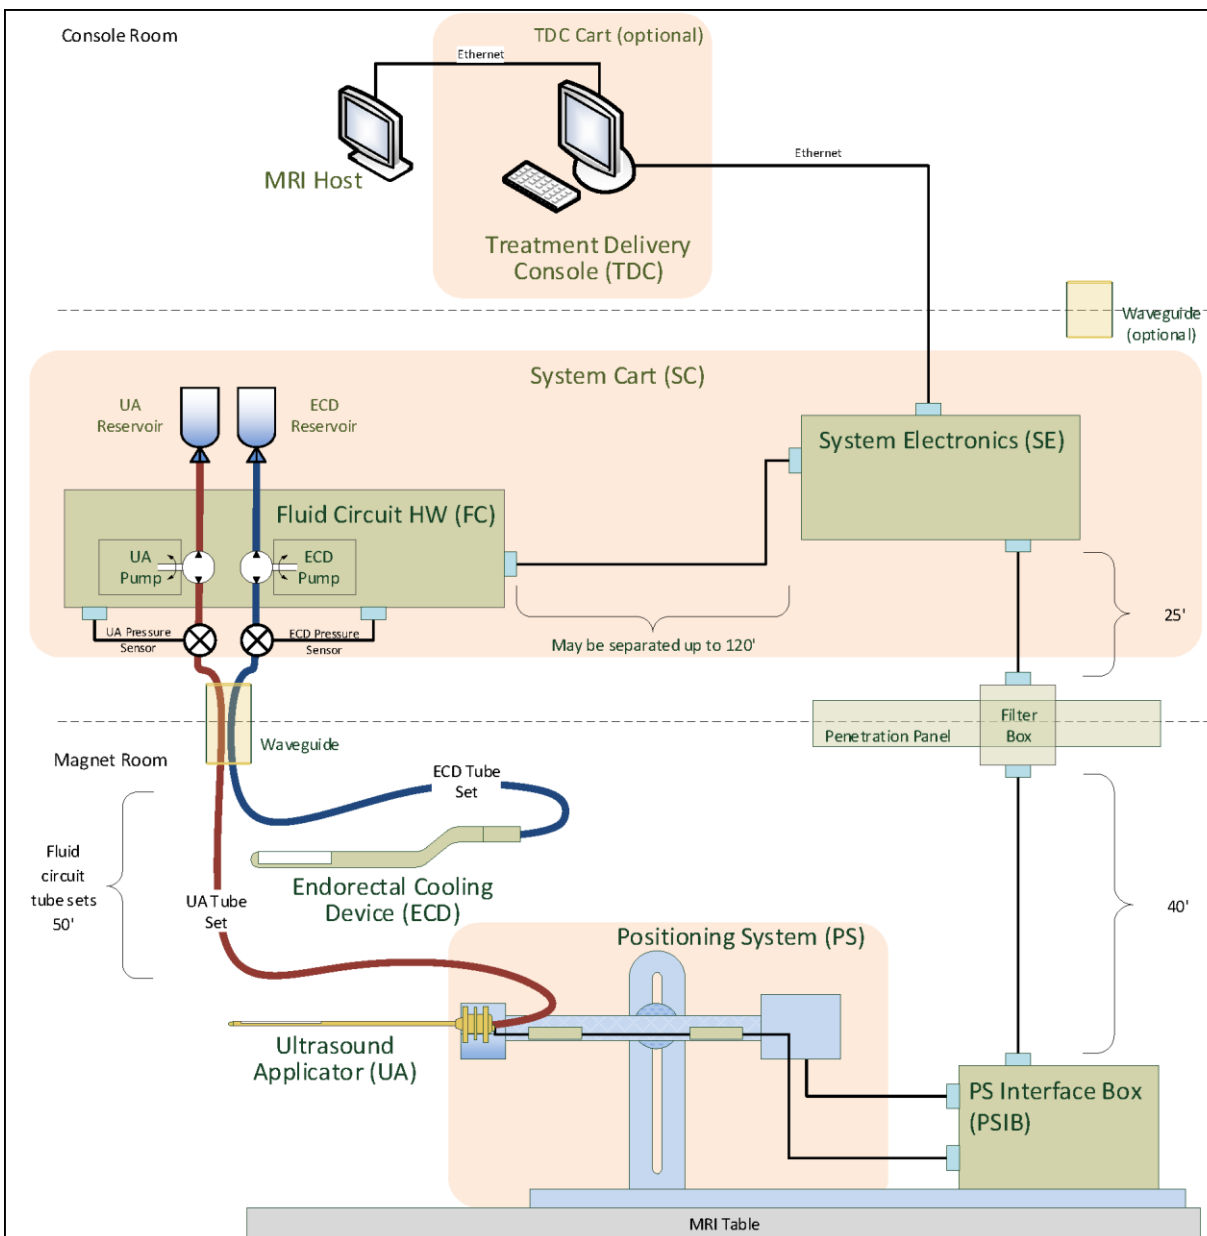 Console Room
TDC Cart (optional)
Ethernet
MRI Host
Ethernet
Treatment Delivery
Console (TDC)
Waveguide
(optional)
System Cart (SC)
UA
Reservoir
ECD
Reservoir
System Electronics (SE)
Fluid Circuit HW (FC)
UA
Pump
ECD
Pump
UA Pressure
Sensor
ECD Pressure
Sensor
May be separated up to 120'
25'
Filter
Box
Penetration Panel
Waveguide
Magnet Room
ECD Tube
Set
Fluid
circuit
tube sets
50'
UA Tube
Set
Endorectal Cooling
Device (ECD)
40'
Positioning System (PS)
Ultrasound
Applicator (UA)
PS Interface Box
(PSIB)
MRI Table